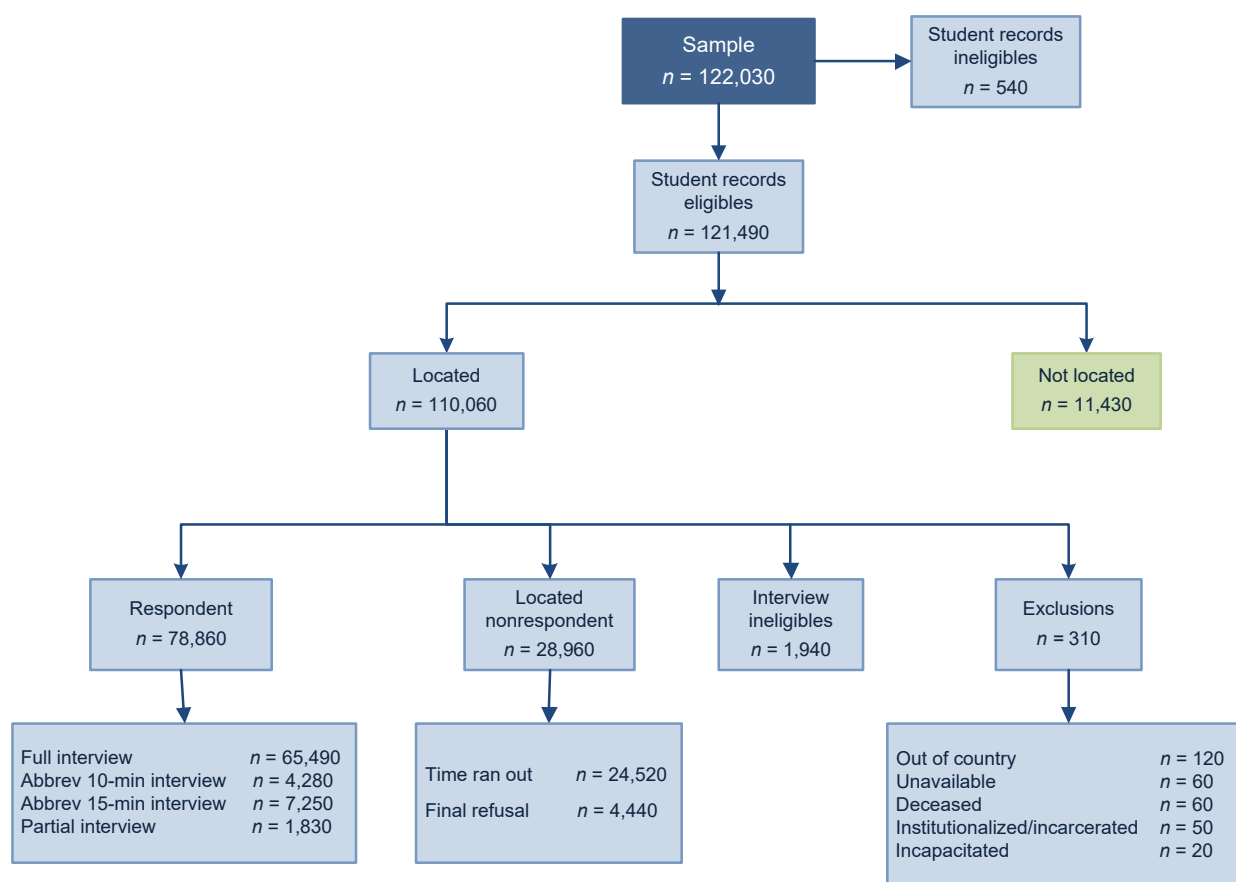 Sample
n = 122,030
Student records
ineligibles
n = 540
Student records
eligibles
n = 121,490
Located
n = 110,060
Not located
n = 11,430
Respondent
n = 78,860
Located
nonrespondent
n = 28,960
Interview
ineligibles
n = 1,940
Exclusions
n = 310
Full interview n = 65,490
Abbrev 10-min interview n = 4,280
Abbrev 15-min interview n = 7,250
Partial interview n = 1,830
Time ran out n = 24,520
Final refusal n = 4,440
Out of country n = 120
Unavailable n = 60
Deceased n = 60
Institutionalized/incarcerated n = 50
Incapacitated n = 20